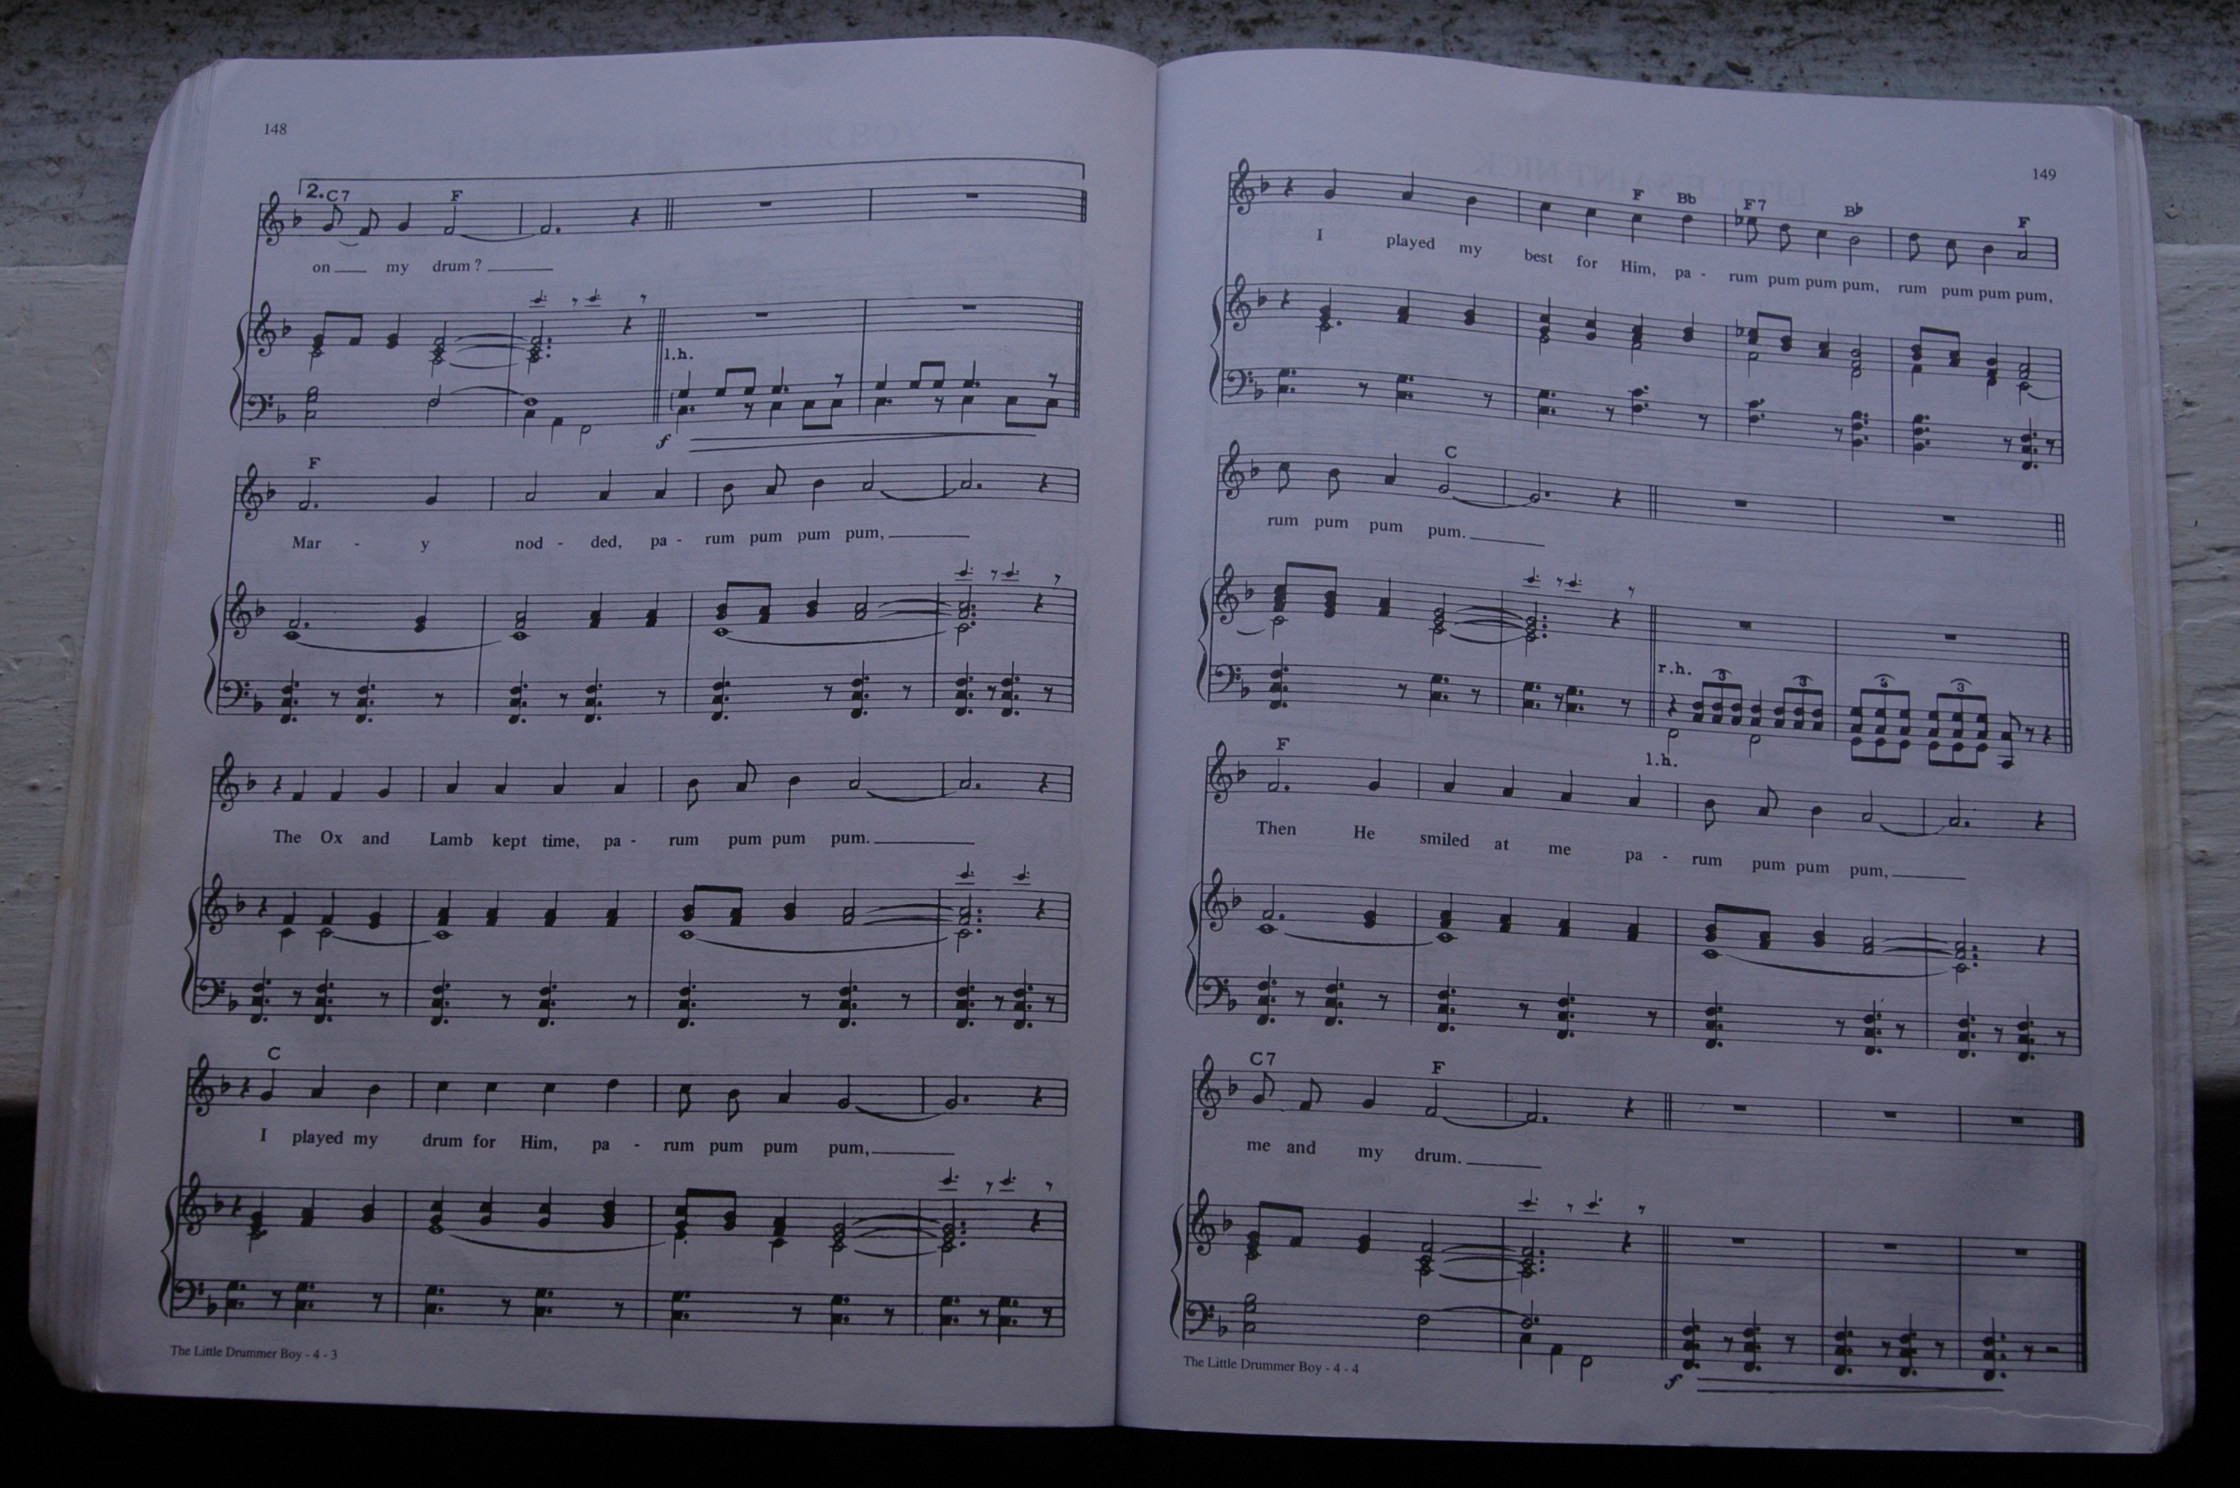 148
2. C7 F
on my drum?
l.h.
f
F
Mar - y nod - ded, pa - rum pum pum pum,
The Ox and Lamb kept time, pa - rum pum pum pum.
C
I played my drum for Him, pa - rum pum pum pum,
The Little Drummer Boy - 4 - 3
149
F Bb F7 Bb F
I played my best for Him, pa - rum pum pum pum, rum pum pum pum,
C
rum pum pum pum.
r.h.
3 3 3 3
l.h.
F
Then He smiled at me pa - rum pum pum pum,
C7 F
me and my drum.
f
The Little Drummer Boy - 4 - 4